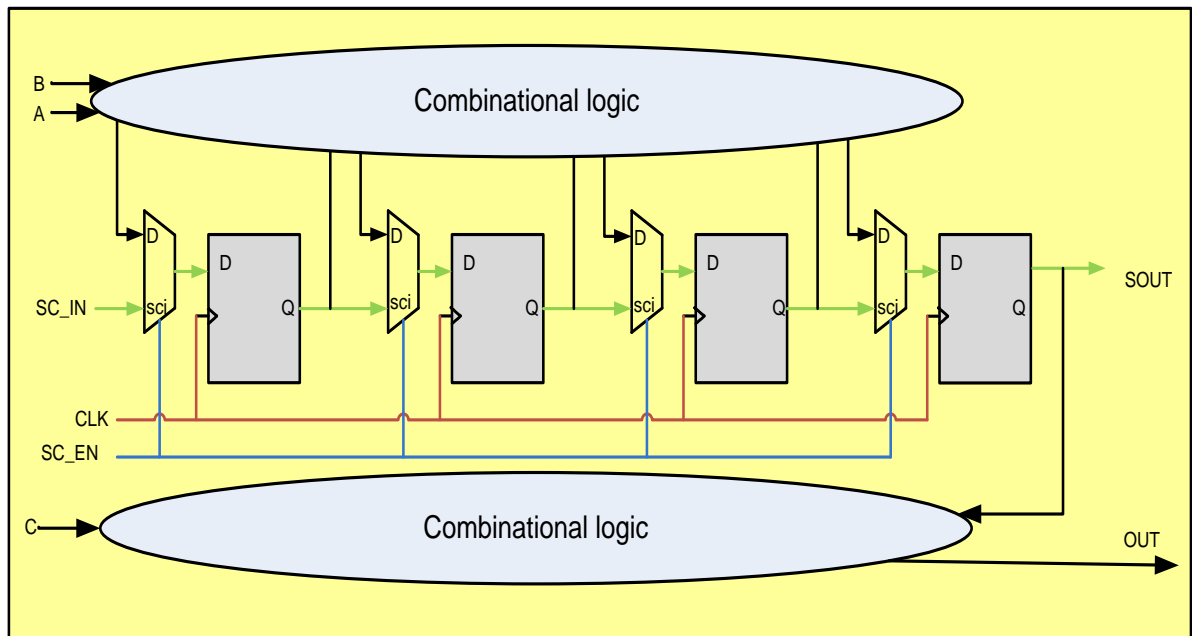 Combinational logic
B
A
D
D
D
D
sci
sci
sci
sci
D
D
D
D
Q
Q
Q
Q
SC_IN
SOUT
CLK
SC_EN
Combinational logic
C
OUT